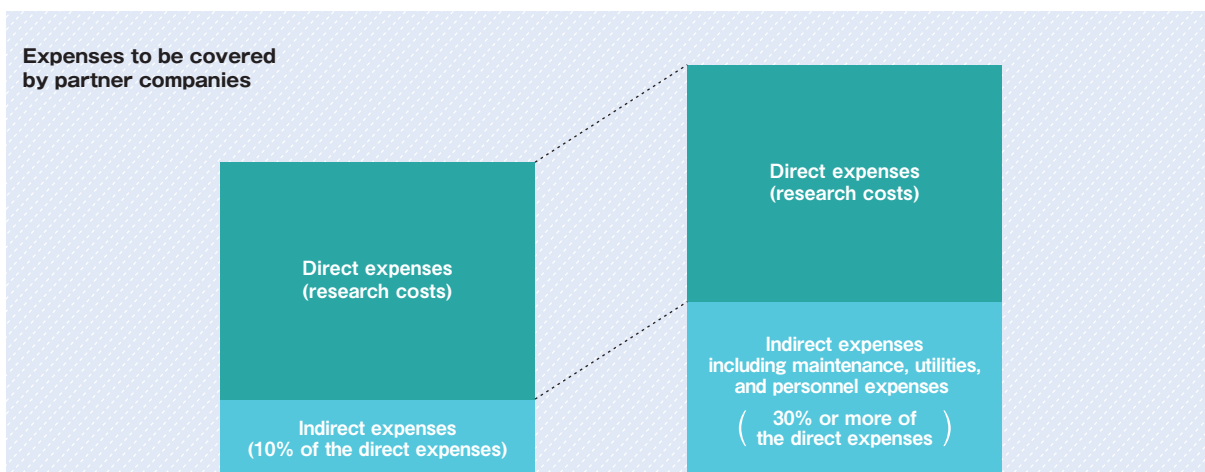 Expenses to be covered
by partner companies
Direct expenses
(research costs)
Indirect expenses
(10% of the direct expenses)
Direct expenses
(research costs)
Indirect expenses
including maintenance, utilities,
and personnel expenses
( 30% or more of
the direct expenses )